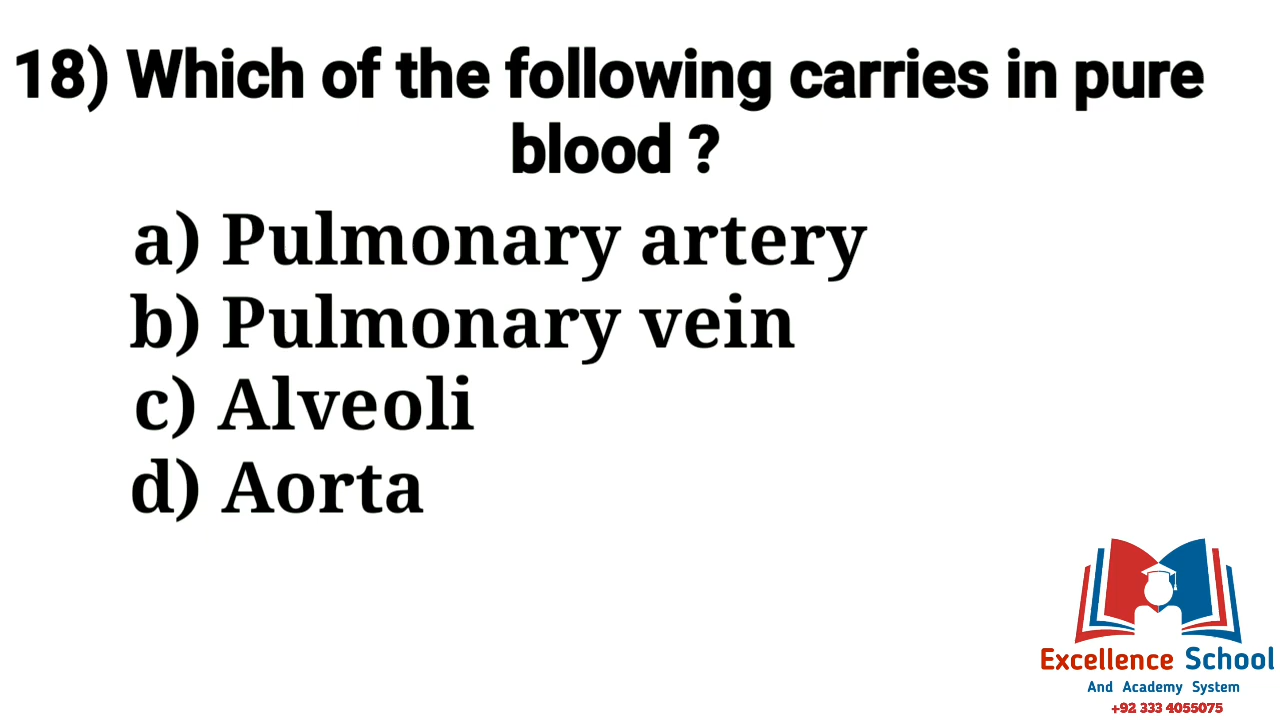 18) Which of the following carries in pure
blood ?
a) Pulmonary artery
b) Pulmonary vein
c) Alveoli
d) Aorta
Excellence School
And Academy System
+92 333 4055075